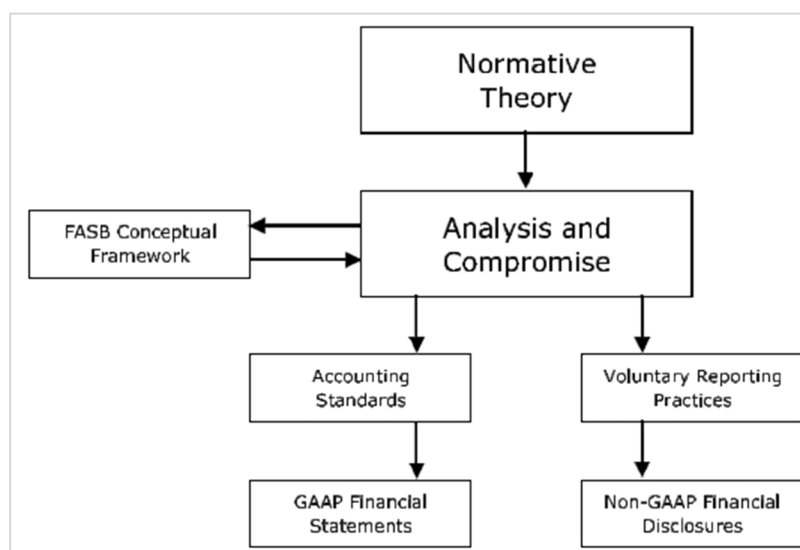 Normative
Theory
FASB Conceptual
Framework
Analysis and
Compromise
Accounting
Standards
Voluntary Reporting
Practices
GAAP Financial
Statements
Non-GAAP Financial
Disclosures